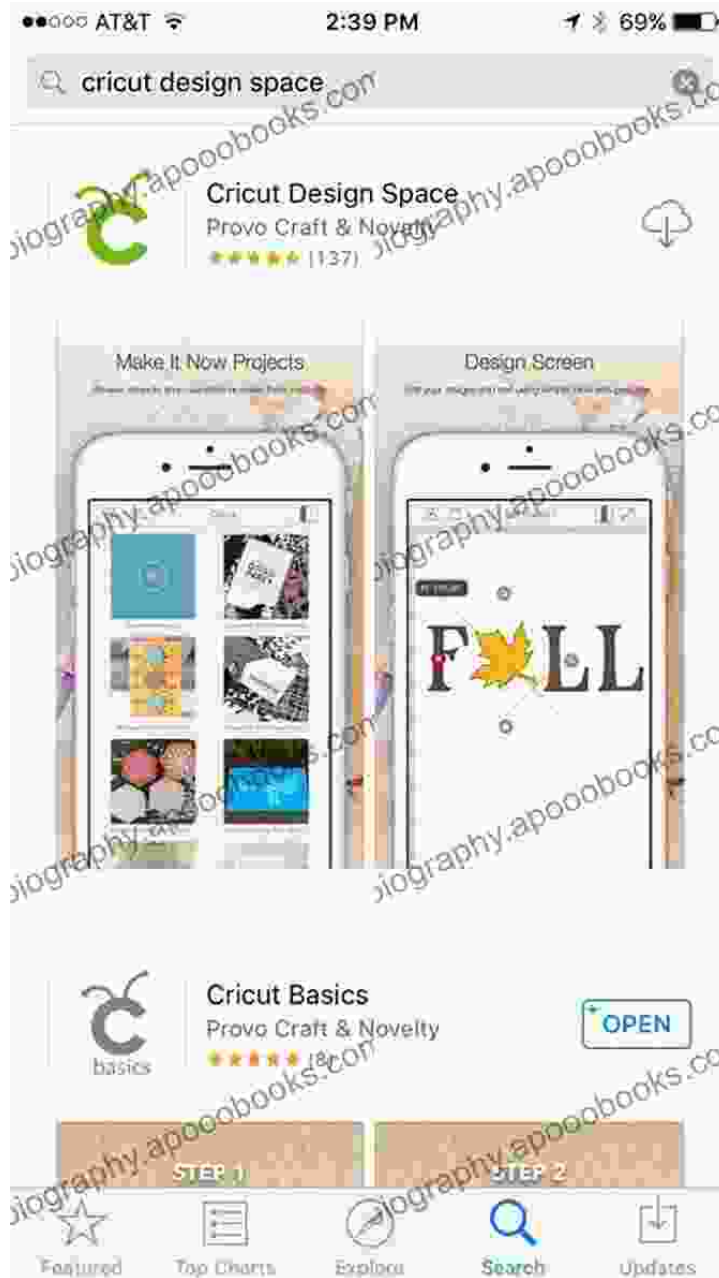 AT&T 2:39 PM 69%
cricut design space
Cricut Design Space
Provo Craft & Novelty
(137)
Make It Now Projects
Design Screen
F LL
Cricut Basics
Provo Craft & Novelty
(8)
OPEN
basics
STEP 1
STEP 2
Featured Top Charts Explore Search Updates
biography.apooobooks.com